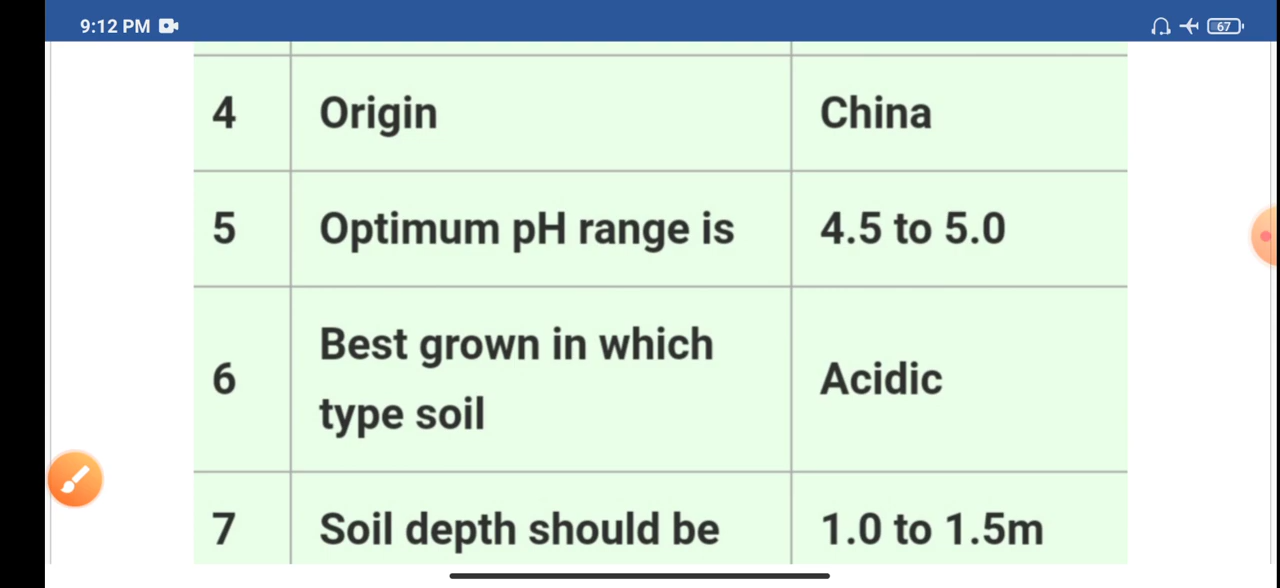 9:12 PM 67
4 Origin China
5 Optimum pH range is 4.5 to 5.0
6 Best grown in which
type soil Acidic
7 Soil depth should be 1.0 to 1.5m